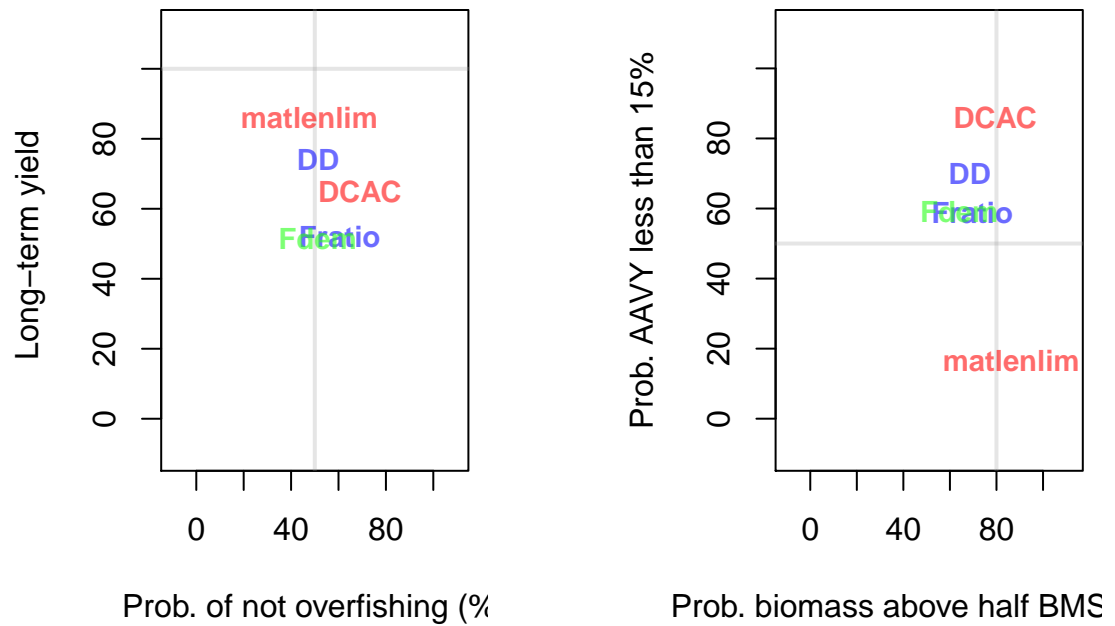 Long−term yield
80
60
40
20
0
matlenlim
DD
DCAC
Fdem
Fratio
0 40 80
Prob. of not overfishing (%
Prob. AAVY less than 15%
80
60
40
20
0
DCAC
DD
Fdem
Fratio
matlenlim
0 40 80
Prob. biomass above half BMS